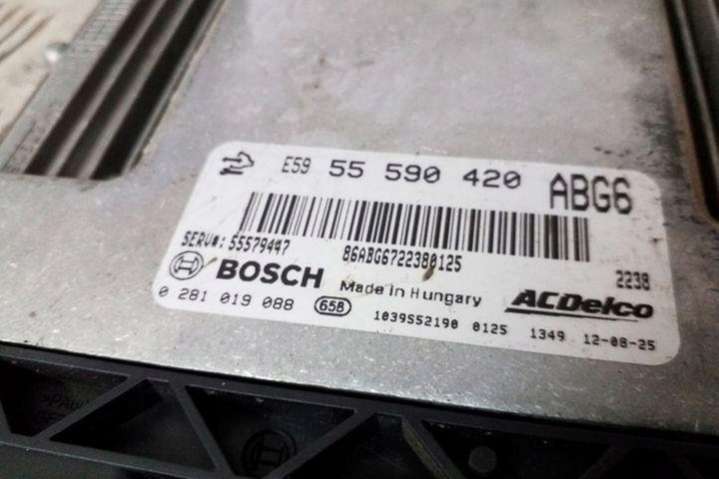 E59 55 590 420 ABG6
SERV#: 55579447 86ABG6722380125 2238
BOSCH Made in Hungary ACDelco
0 281 019 088 658 1039S52190 0125 1349 12-08-25